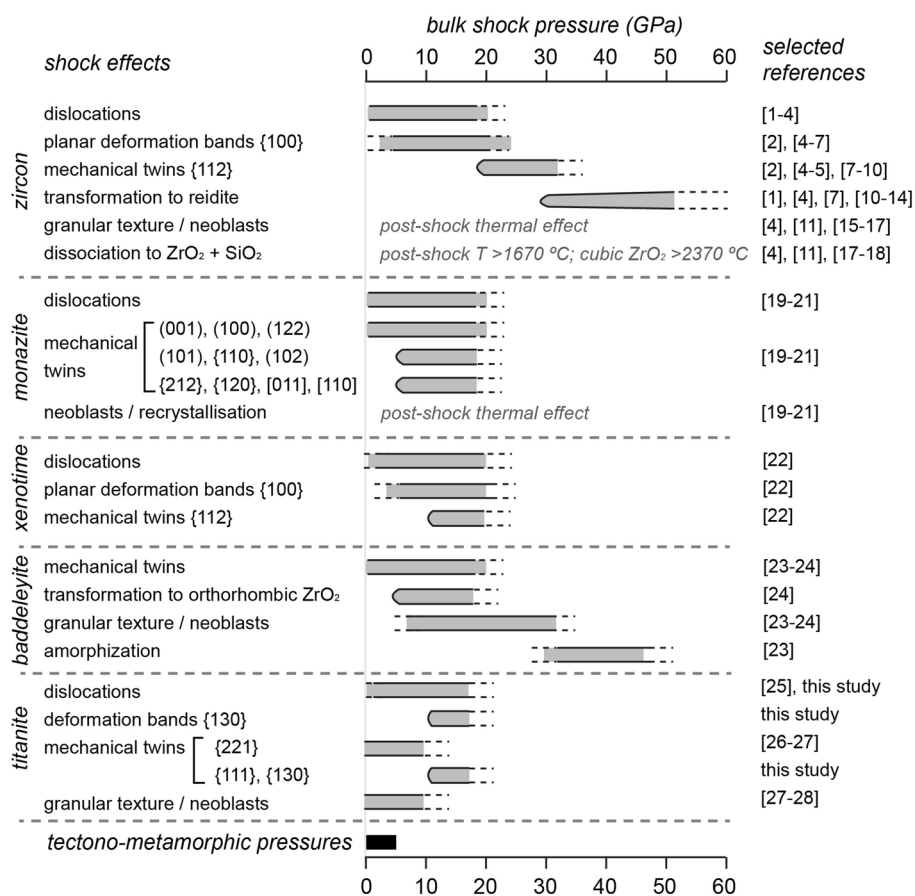 bulk shock pressure (GPa)
0 10 20 30 40 50 60
shock effects
selected
references
zircon
dislocations [1-4]
planar deformation bands {100} [2], [4-7]
mechanical twins {112} [2], [4-5], [7-10]
transformation to reidite [1], [4], [7], [10-14]
granular texture / neoblasts post-shock thermal effect [4], [11], [15-17]
dissociation to ZrO₂ + SiO₂ post-shock T >1670 ºC; cubic ZrO₂ >2370 ºC [4], [11], [17-18]
monazite
dislocations [19-21]
mechanical
twins
(001), (100), (122)
(101), {110}, (102) [19-21]
{212}, {120}, [011], [110]
neoblasts / recrystallisation post-shock thermal effect [19-21]
xenotime
dislocations [22]
planar deformation bands {100} [22]
mechanical twins {112} [22]
baddeleyite
mechanical twins [23-24]
transformation to orthorhombic ZrO₂ [24]
granular texture / neoblasts [23-24]
amorphization [23]
titanite
dislocations [25], this study
deformation bands {130} this study
mechanical twins {221} [26-27]
{111}, {130} this study
granular texture / neoblasts [27-28]
tectono-metamorphic pressures
0 10 20 30 40 50 60